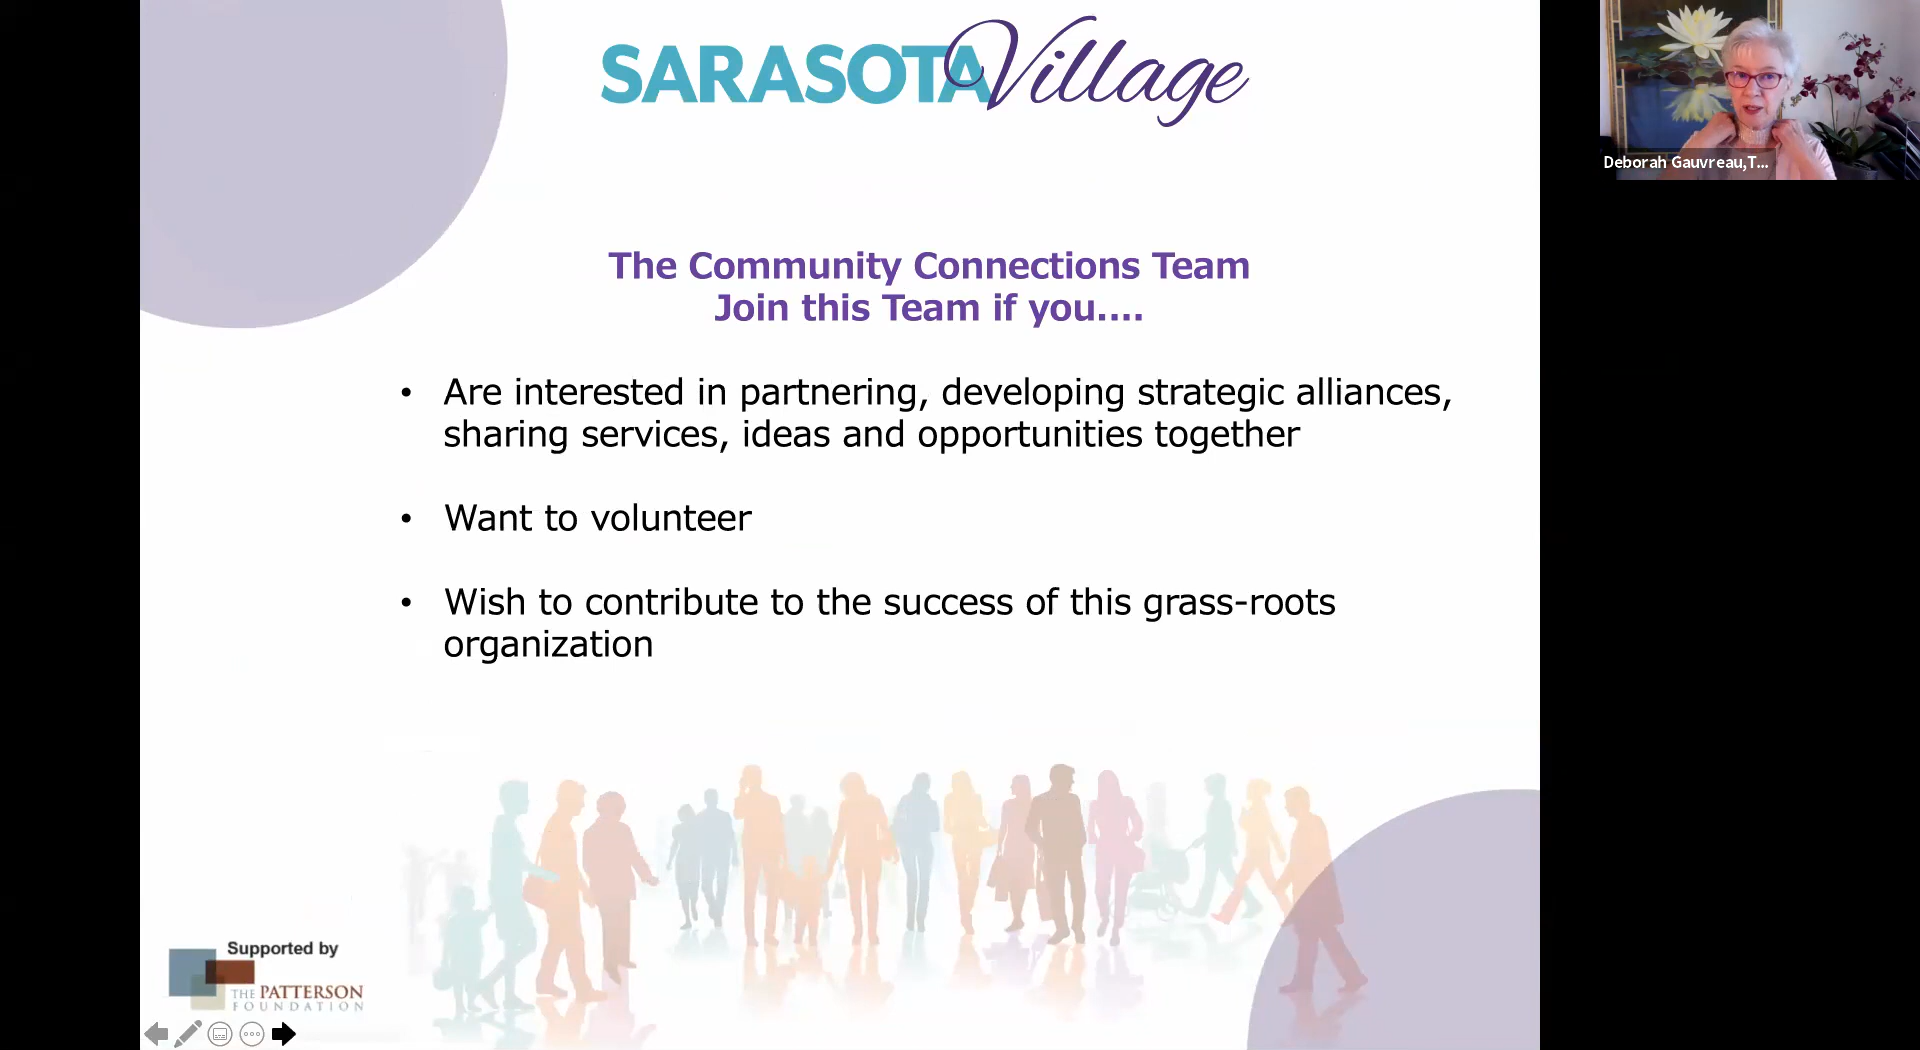 SARASOTA Village
Deborah Gauvreau,T...
The Community Connections Team
Join this Team if you....
• Are interested in partnering, developing strategic alliances,
sharing services, ideas and opportunities together
• Want to volunteer
• Wish to contribute to the success of this grass-roots
organization
Supported by
THE PATTERSON
FOUNDATION